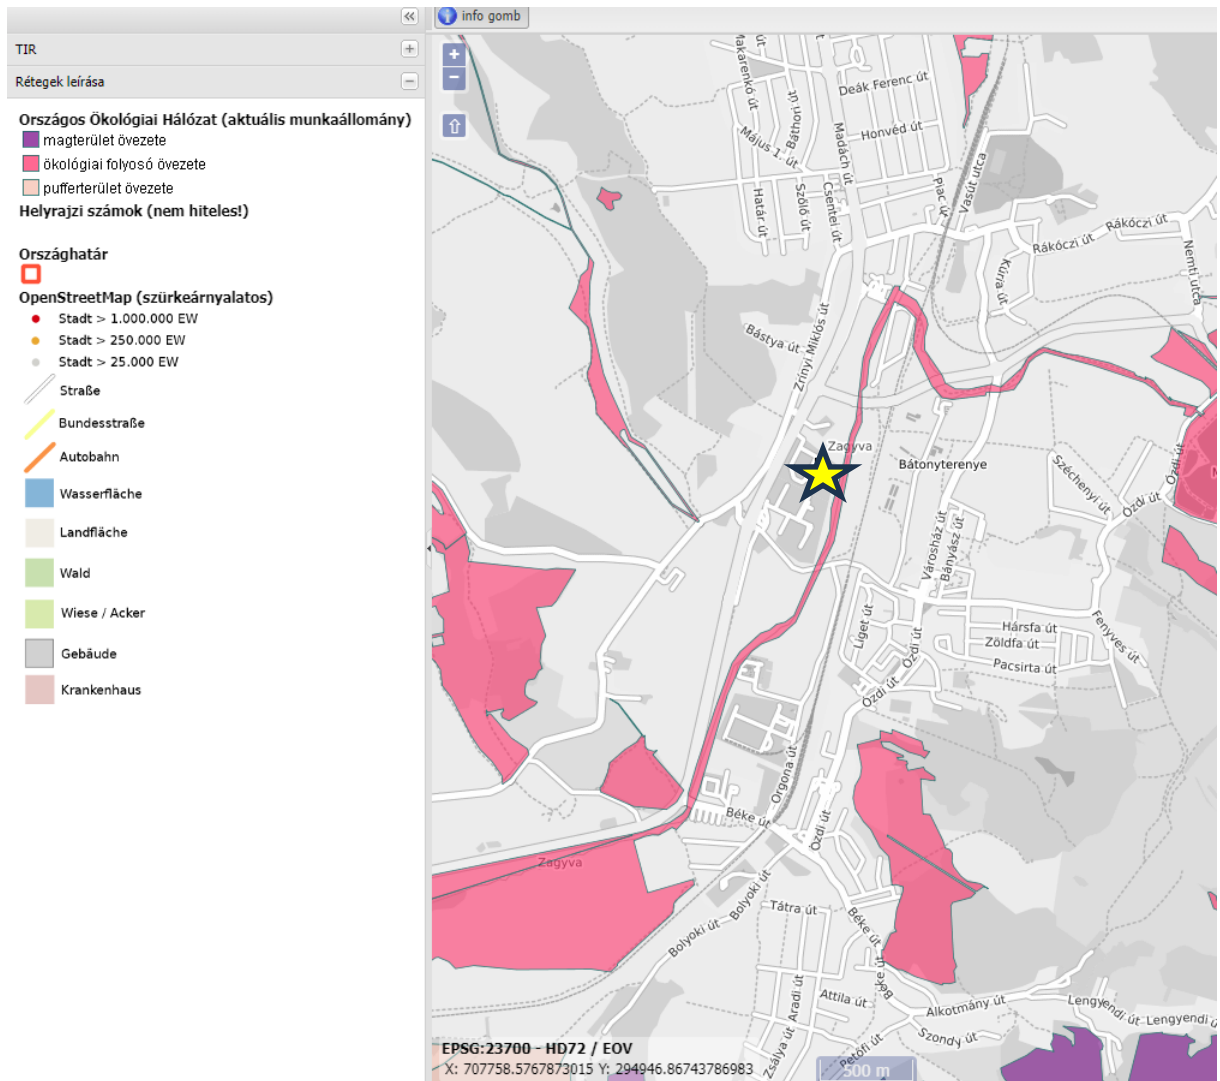 info gomb
TIR
Rétegek leírása
Országos Ökológiai Hálózat (aktuális munkaállomány)
magterület övezete
ökológiai folyosó övezete
pufferterület övezete
Helyrajzi számok (nem hiteles!)
Országhatár
OpenStreetMap (szürkeárnyalatos)
Stadt > 1.000.000 EW
Stadt > 250.000 EW
Stadt > 25.000 EW
Straße
Bundesstraße
Autobahn
Wasserfläche
Landfläche
Wald
Wiese / Acker
Gebäude
Krankenhaus
Makarenkó út
Báthori út
Deák Ferenc út
Honvéd út
Madách út
Május 1. út
Csentei út
Szőlő út
Határ út
Piac út
Vasút utca
Rákóczi út
Rákóczi út
Nemti utca
Kúria út
Bástya út
Zrínyi Miklós út
Zagyva
Bátonyterenye
Széchenyi út
Ózdi út
Ózdi út
Városház út
Bányász út
Liget út
Ózdi út
Hársfa út
Zöldfa út
Pacsirta út
Fenyves út
Ózdi út
Orgona út
Béke út
Ózdi út
Zagyva
Bolyoki út
Bolyoki út
Tátra út
Béke út
Béke út
Aradi út
Attila út
Alkotmány út
Lengyendi út
Lengyendi út
Szondy út
Petőfi út
Zsálya út
EPSG:23700 - HD72 / EOV
X: 707758.5767873015 Y: 294946.86743786983
500 m